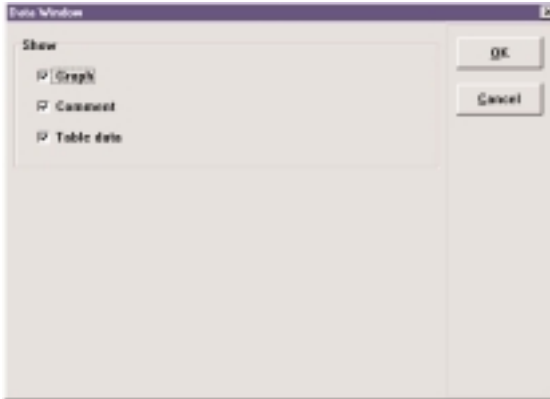 Data Window
Show
Graph
Comment
Table data
OK
Cancel